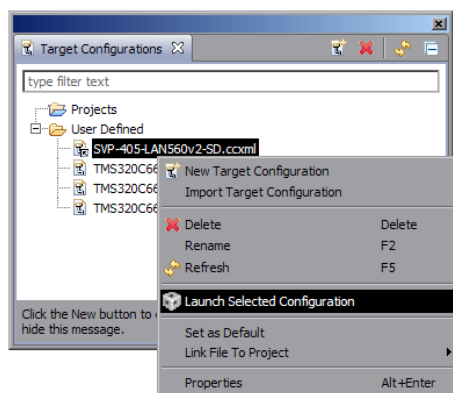 Target Configurations
type filter text
Projects
User Defined
SVP-405-LAN560v2-SD.ccxml
TMS320C66
TMS320C66
TMS320C66
New Target Configuration
Import Target Configuration
Delete Delete
Rename F2
Refresh F5
Launch Selected Configuration
Set as Default
Link File To Project
Properties Alt+Enter
Click the New button to
hide this message.